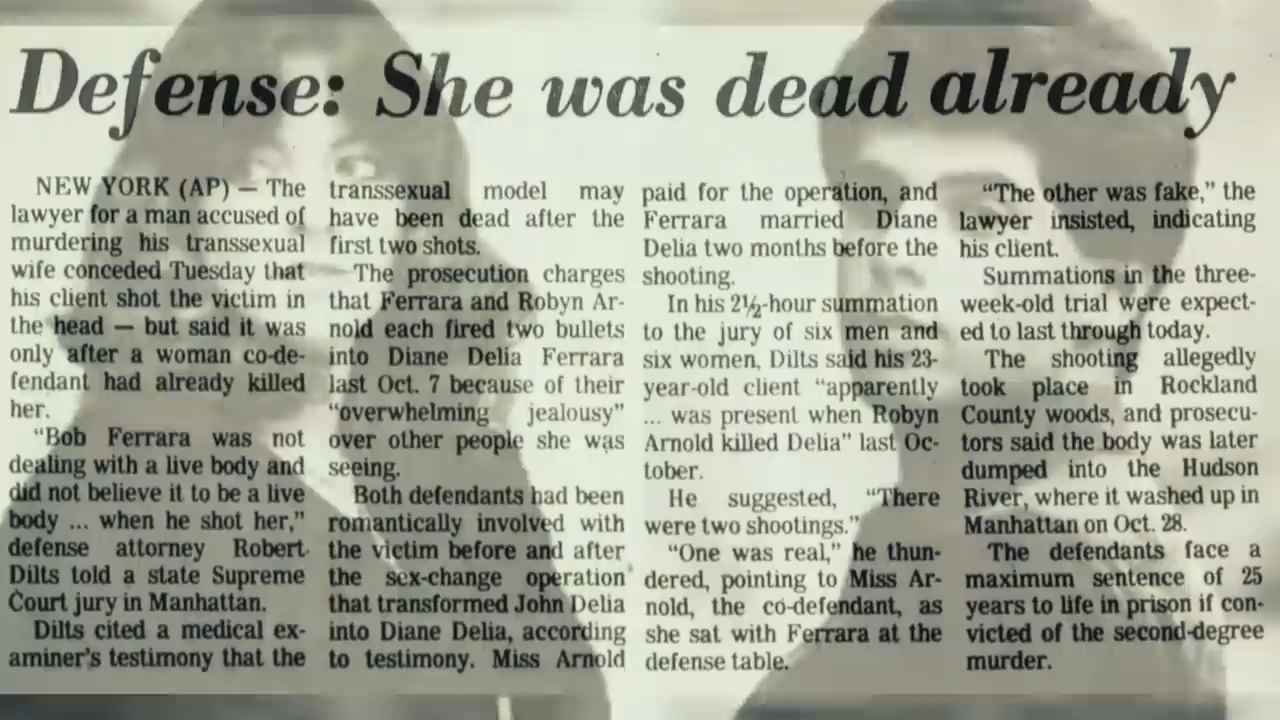 Defense: She was dead already
NEW YORK (AP) — The
lawyer for a man accused of
murdering his transsexual
wife conceded Tuesday that
his client shot the victim in
the head — but said it was
only after a woman co-de-
fendant had already killed
her.
“Bob Ferrara was not
dealing with a live body and
did not believe it to be a live
body ... when he shot her,”
defense attorney Robert
Dilts told a state Supreme
Court jury in Manhattan.
Dilts cited a medical ex-
aminer's testimony that the
transsexual model may
have been dead after the
first two shots.
The prosecution charges
that Ferrara and Robyn Ar-
nold each fired two bullets
into Diane Delia Ferrara
last Oct. 7 because of their
“overwhelming jealousy”
over other people she was
seeing.
Both defendants had been
romantically involved with
the victim before and after
the sex-change operation
that transformed John Delia
into Diane Delia, according
to testimony. Miss Arnold
paid for the operation, and
Ferrara married Diane
Delia two months before the
shooting.
In his 2½-hour summation
to the jury of six men and
six women, Dilts said his 23-
year-old client “apparently
... was present when Robyn
Arnold killed Delia” last Oc-
tober.
He suggested, “There
were two shootings.”
“One was real,” he thun-
dered, pointing to Miss Ar-
nold, the co-defendant, as
she sat with Ferrara at the
defense table.
“The other was fake,” the
lawyer insisted, indicating
his client.
Summations in the three-
week-old trial were expect-
ed to last through today.
The shooting allegedly
took place in Rockland
County woods, and prosecu-
tors said the body was later
dumped into the Hudson
River, where it washed up in
Manhattan on Oct. 28.
The defendants face a
maximum sentence of 25
years to life in prison if con-
victed of the second-degree
murder.